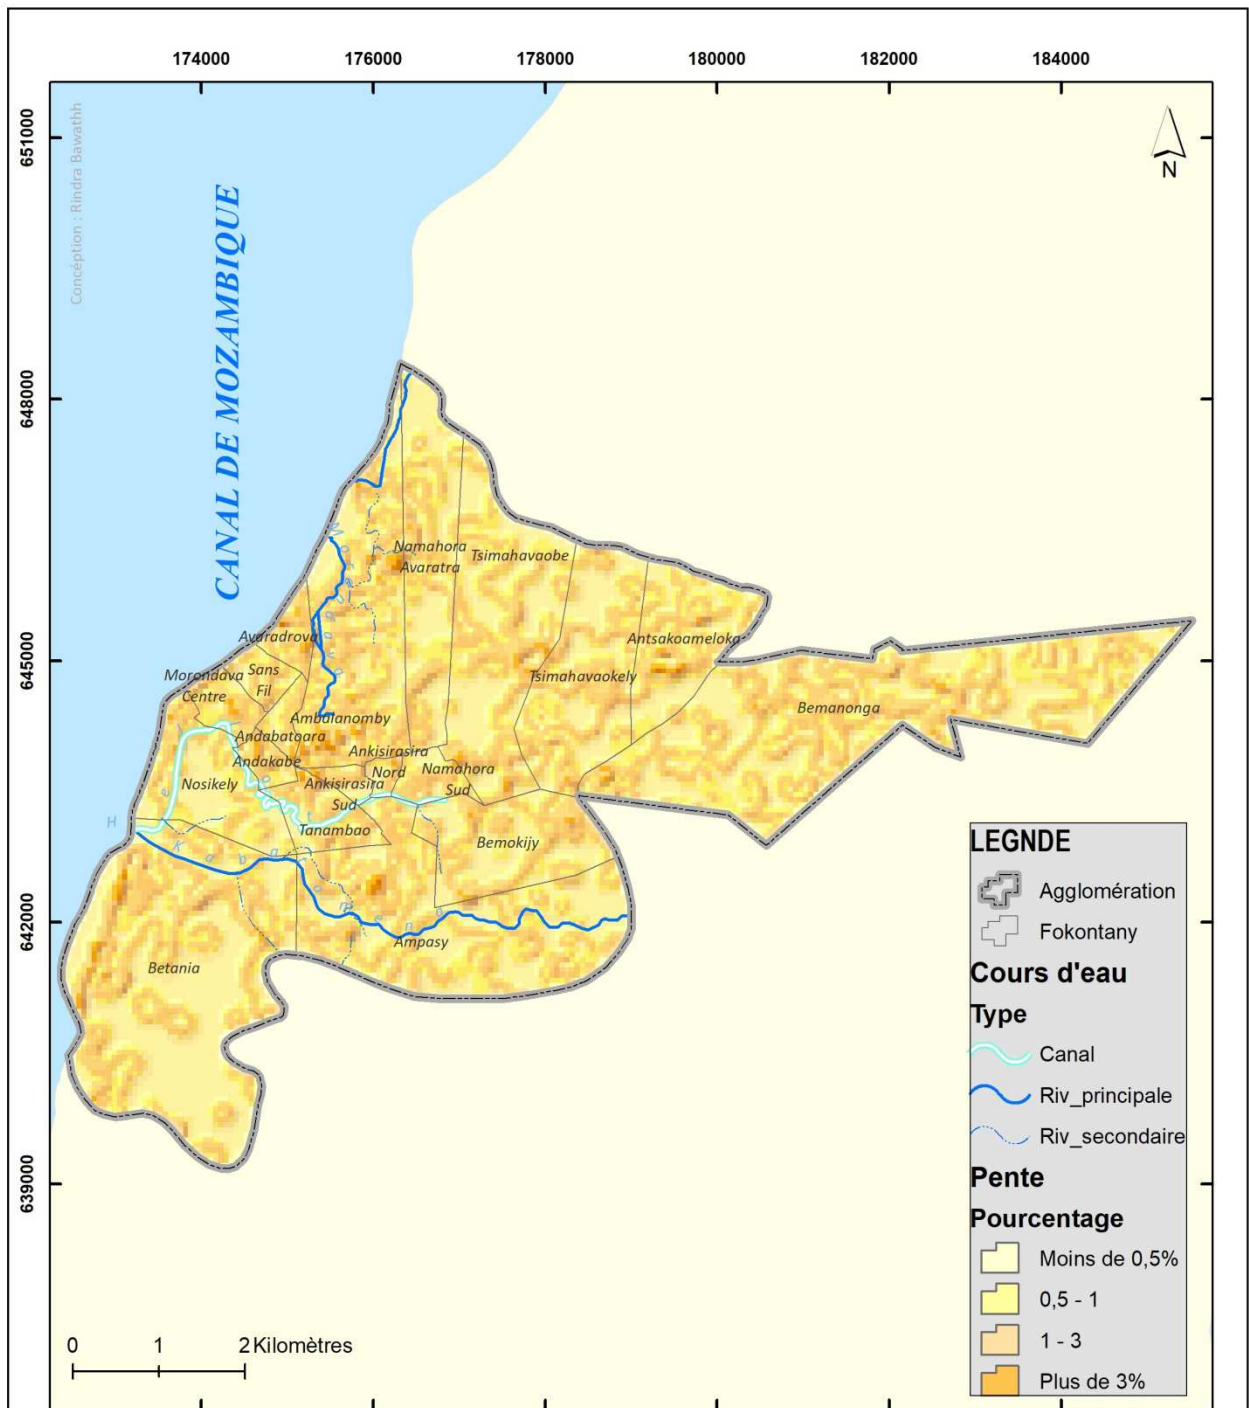 174000 176000 178000 180000 182000 184000
651000
648000
645000
642000
639000
Concéption : Rindra Bawathh
CANAL DE MOZAMBIQUE
N
Namahora
Avaratra
Tsimahavaobe
Avaradrova
Antsakoameloka
Morondava
Centre
Sans
Fil
Tsimahavaokely
Bemanonga
Ambalanomby
Andabatoara
Ankisirasira
Nord
Andakabe
Namahora
Sud
Nosikely
Ankisirasira
Sud
Tanambao
Bemokijy
Ampasy
Betania
LEGNDE
Agglomération
Fokontany
Cours d'eau
Type
Canal
Riv_principale
Riv_secondaire
Pente
Pourcentage
Moins de 0,5%
0,5 - 1
1 - 3
Plus de 3%
0 1 2 Kilomètres